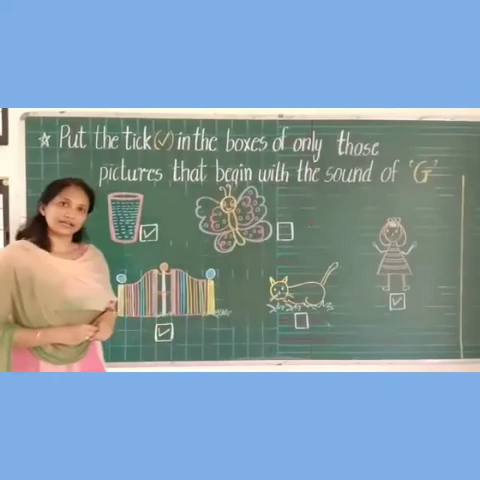 ☆ Put the tick(✓) in the boxes of only those
pictures that begin with the sound of 'G'